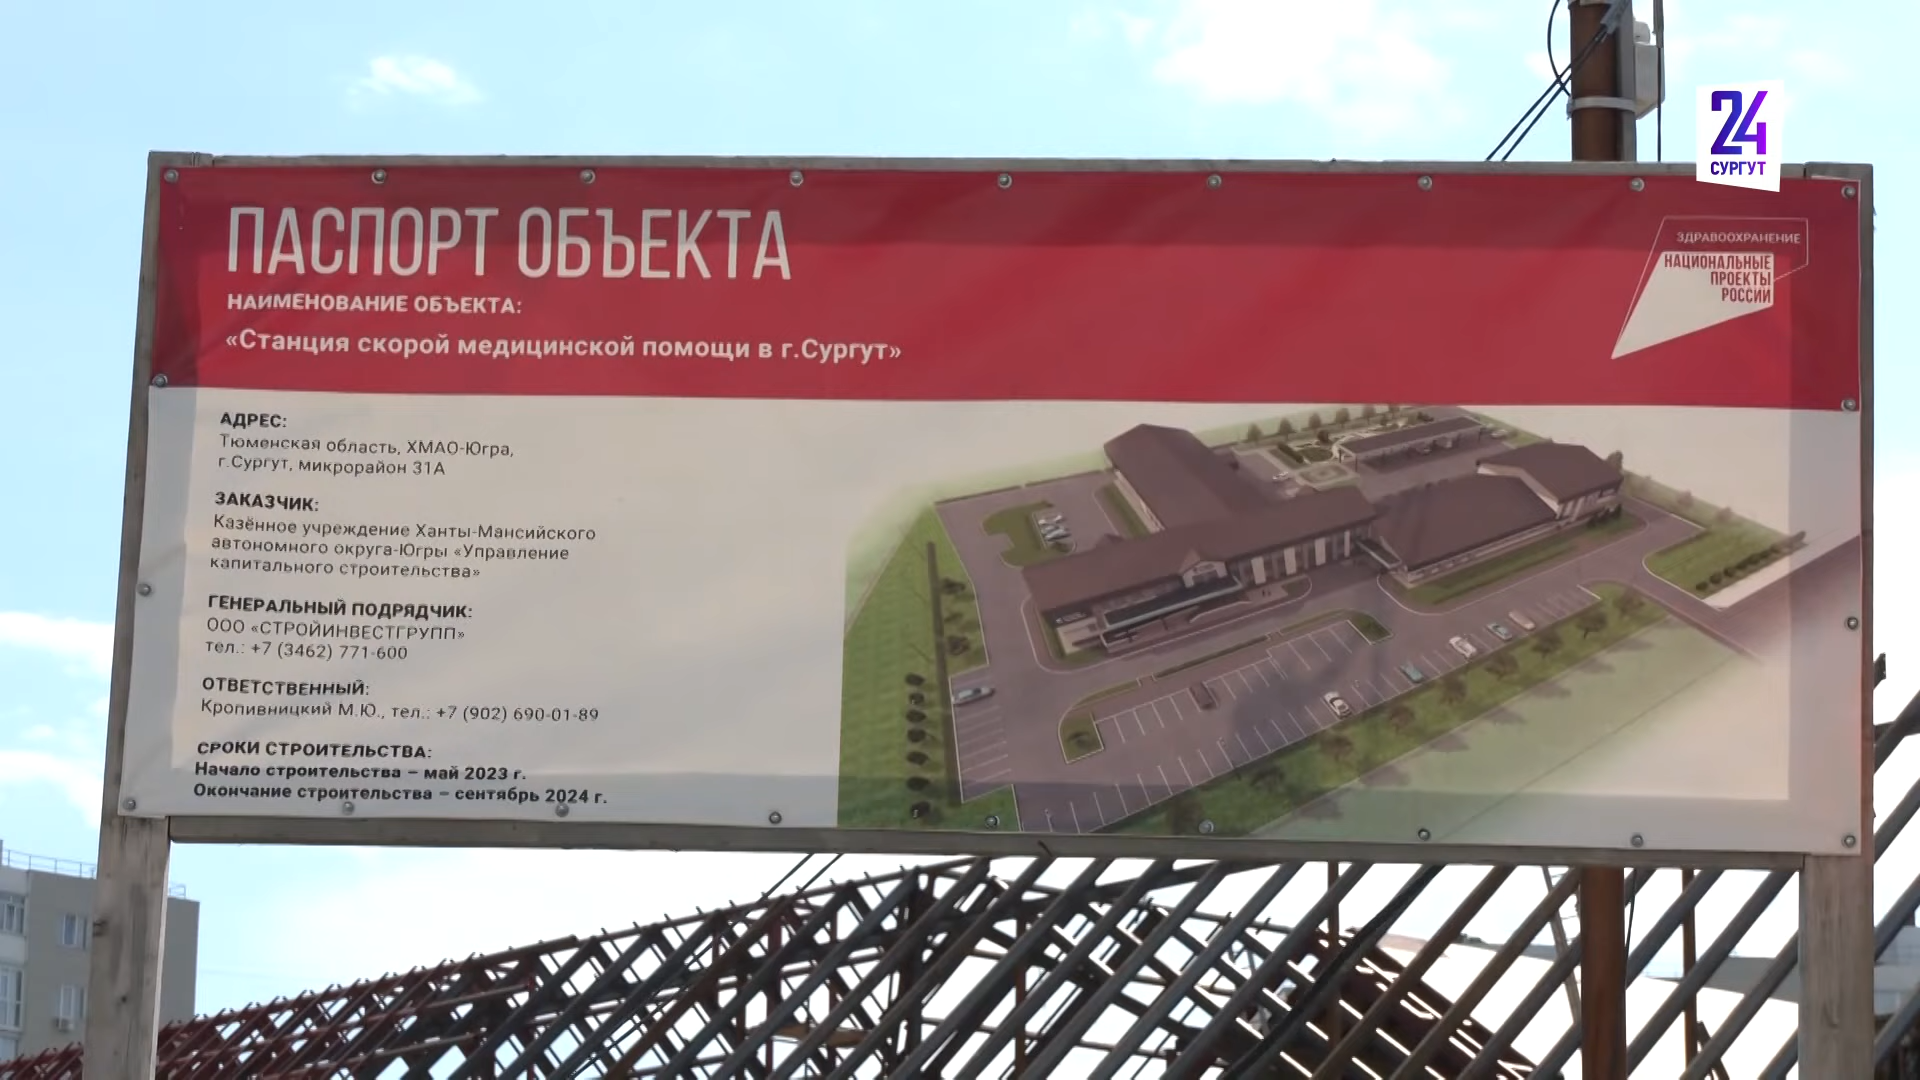 24
СУРГУТ
ПАСПОРТ ОБЪЕКТА
ЗДРАВООХРАНЕНИЕ
НАЦИОНАЛЬНЫЕ
ПРОЕКТЫ
РОССИИ
НАИМЕНОВАНИЕ ОБЪЕКТА:
«Станция скорой медицинской помощи в г.Сургут»
АДРЕС:
Тюменская область, ХМАО-Югра,
г.Сургут, микрорайон 31А
ЗАКАЗЧИК:
Казённое учреждение Ханты-Мансийского
автономного округа-Югры «Управление
капитального строительства»
ГЕНЕРАЛЬНЫЙ ПОДРЯДЧИК:
ООО «СТРОЙИНВЕСТГРУПП»
тел.: +7 (3462) 771-600
ОТВЕТСТВЕННЫЙ:
Кропивницкий М.Ю., тел.: +7 (902) 690-01-89
СРОКИ СТРОИТЕЛЬСТВА:
Начало строительства – май 2023 г.
Окончание строительства – сентябрь 2024 г.